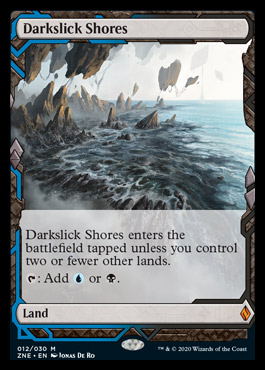 Darkslick Shores
Darkslick Shores enters the
battlefield tapped unless you control
two or fewer other lands.
: Add or .
Land
012/030 M
ZNE • EN Jonas De Ro
™ & © 2020 Wizards of the Coast